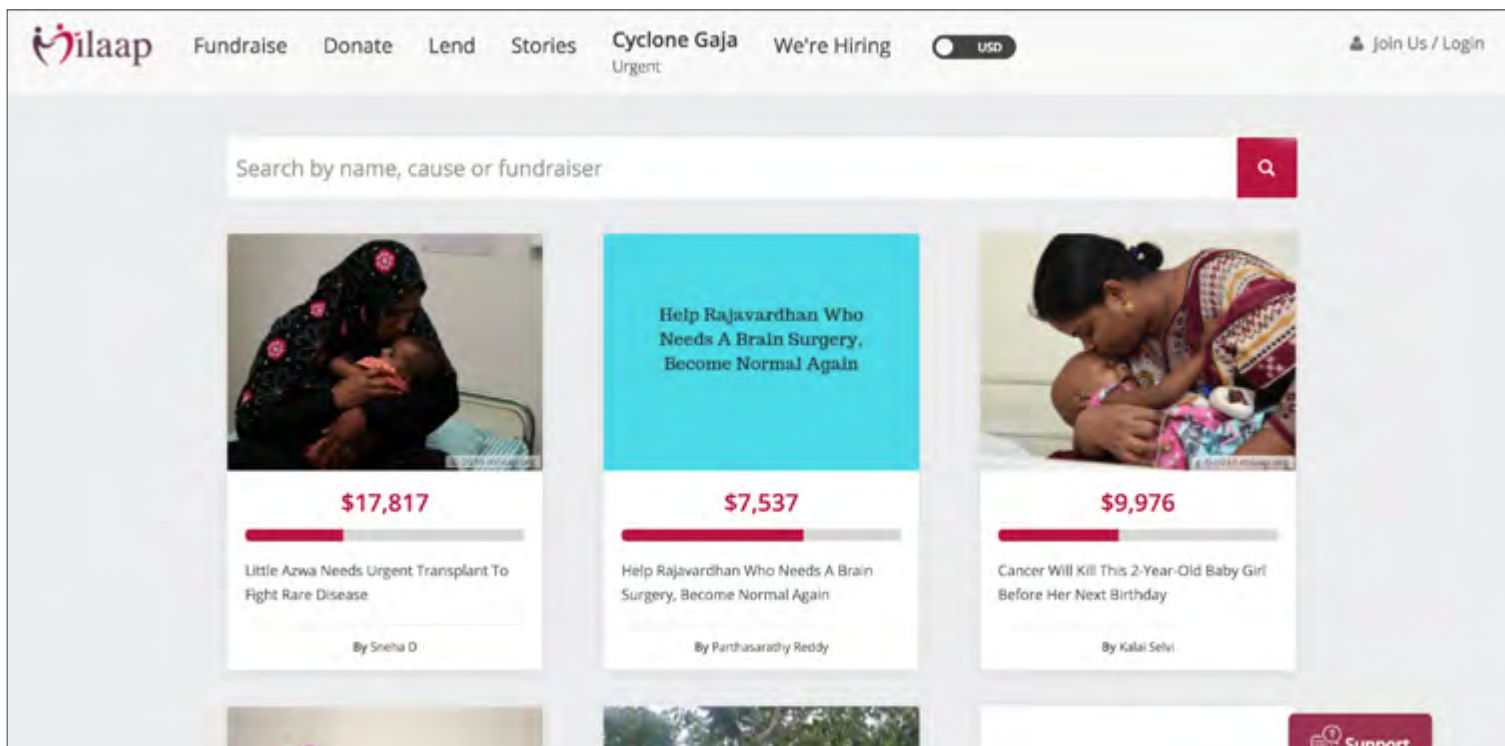 Milaap
Fundraise Donate Lend Stories Cyclone Gaja We're Hiring USD Join Us / Login
Urgent
Search by name, cause or fundraiser
Help Rajavardhan Who
Needs A Brain Surgery,
Become Normal Again
$17,817 $7,537 $9,976
Little Azwa Needs Urgent Transplant To
Fight Rare Disease
Help Rajavardhan Who Needs A Brain
Surgery, Become Normal Again
Cancer Will Kill This 2-Year-Old Baby Girl
Before Her Next Birthday
By Sneha D
By Parthasarathy Reddy
By Kalai Selvi
Support